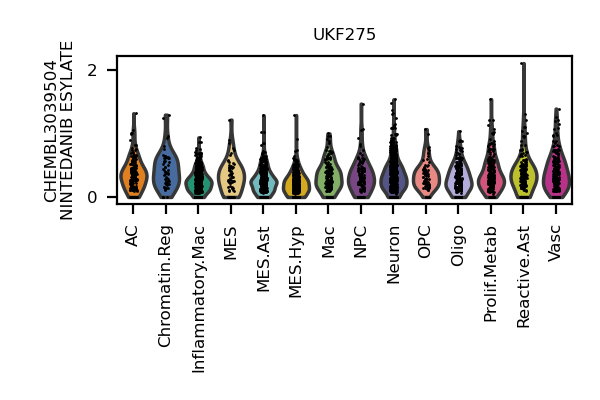 UKF275
CHEMBL3039504
NINTEDANIB ESYLATE
2
0
AC
Chromatin.Reg
Inflammatory.Mac
MES
MES.Ast
MES.Hyp
Mac
NPC
Neuron
OPC
Oligo
Prolif.Metab
Reactive.Ast
Vasc